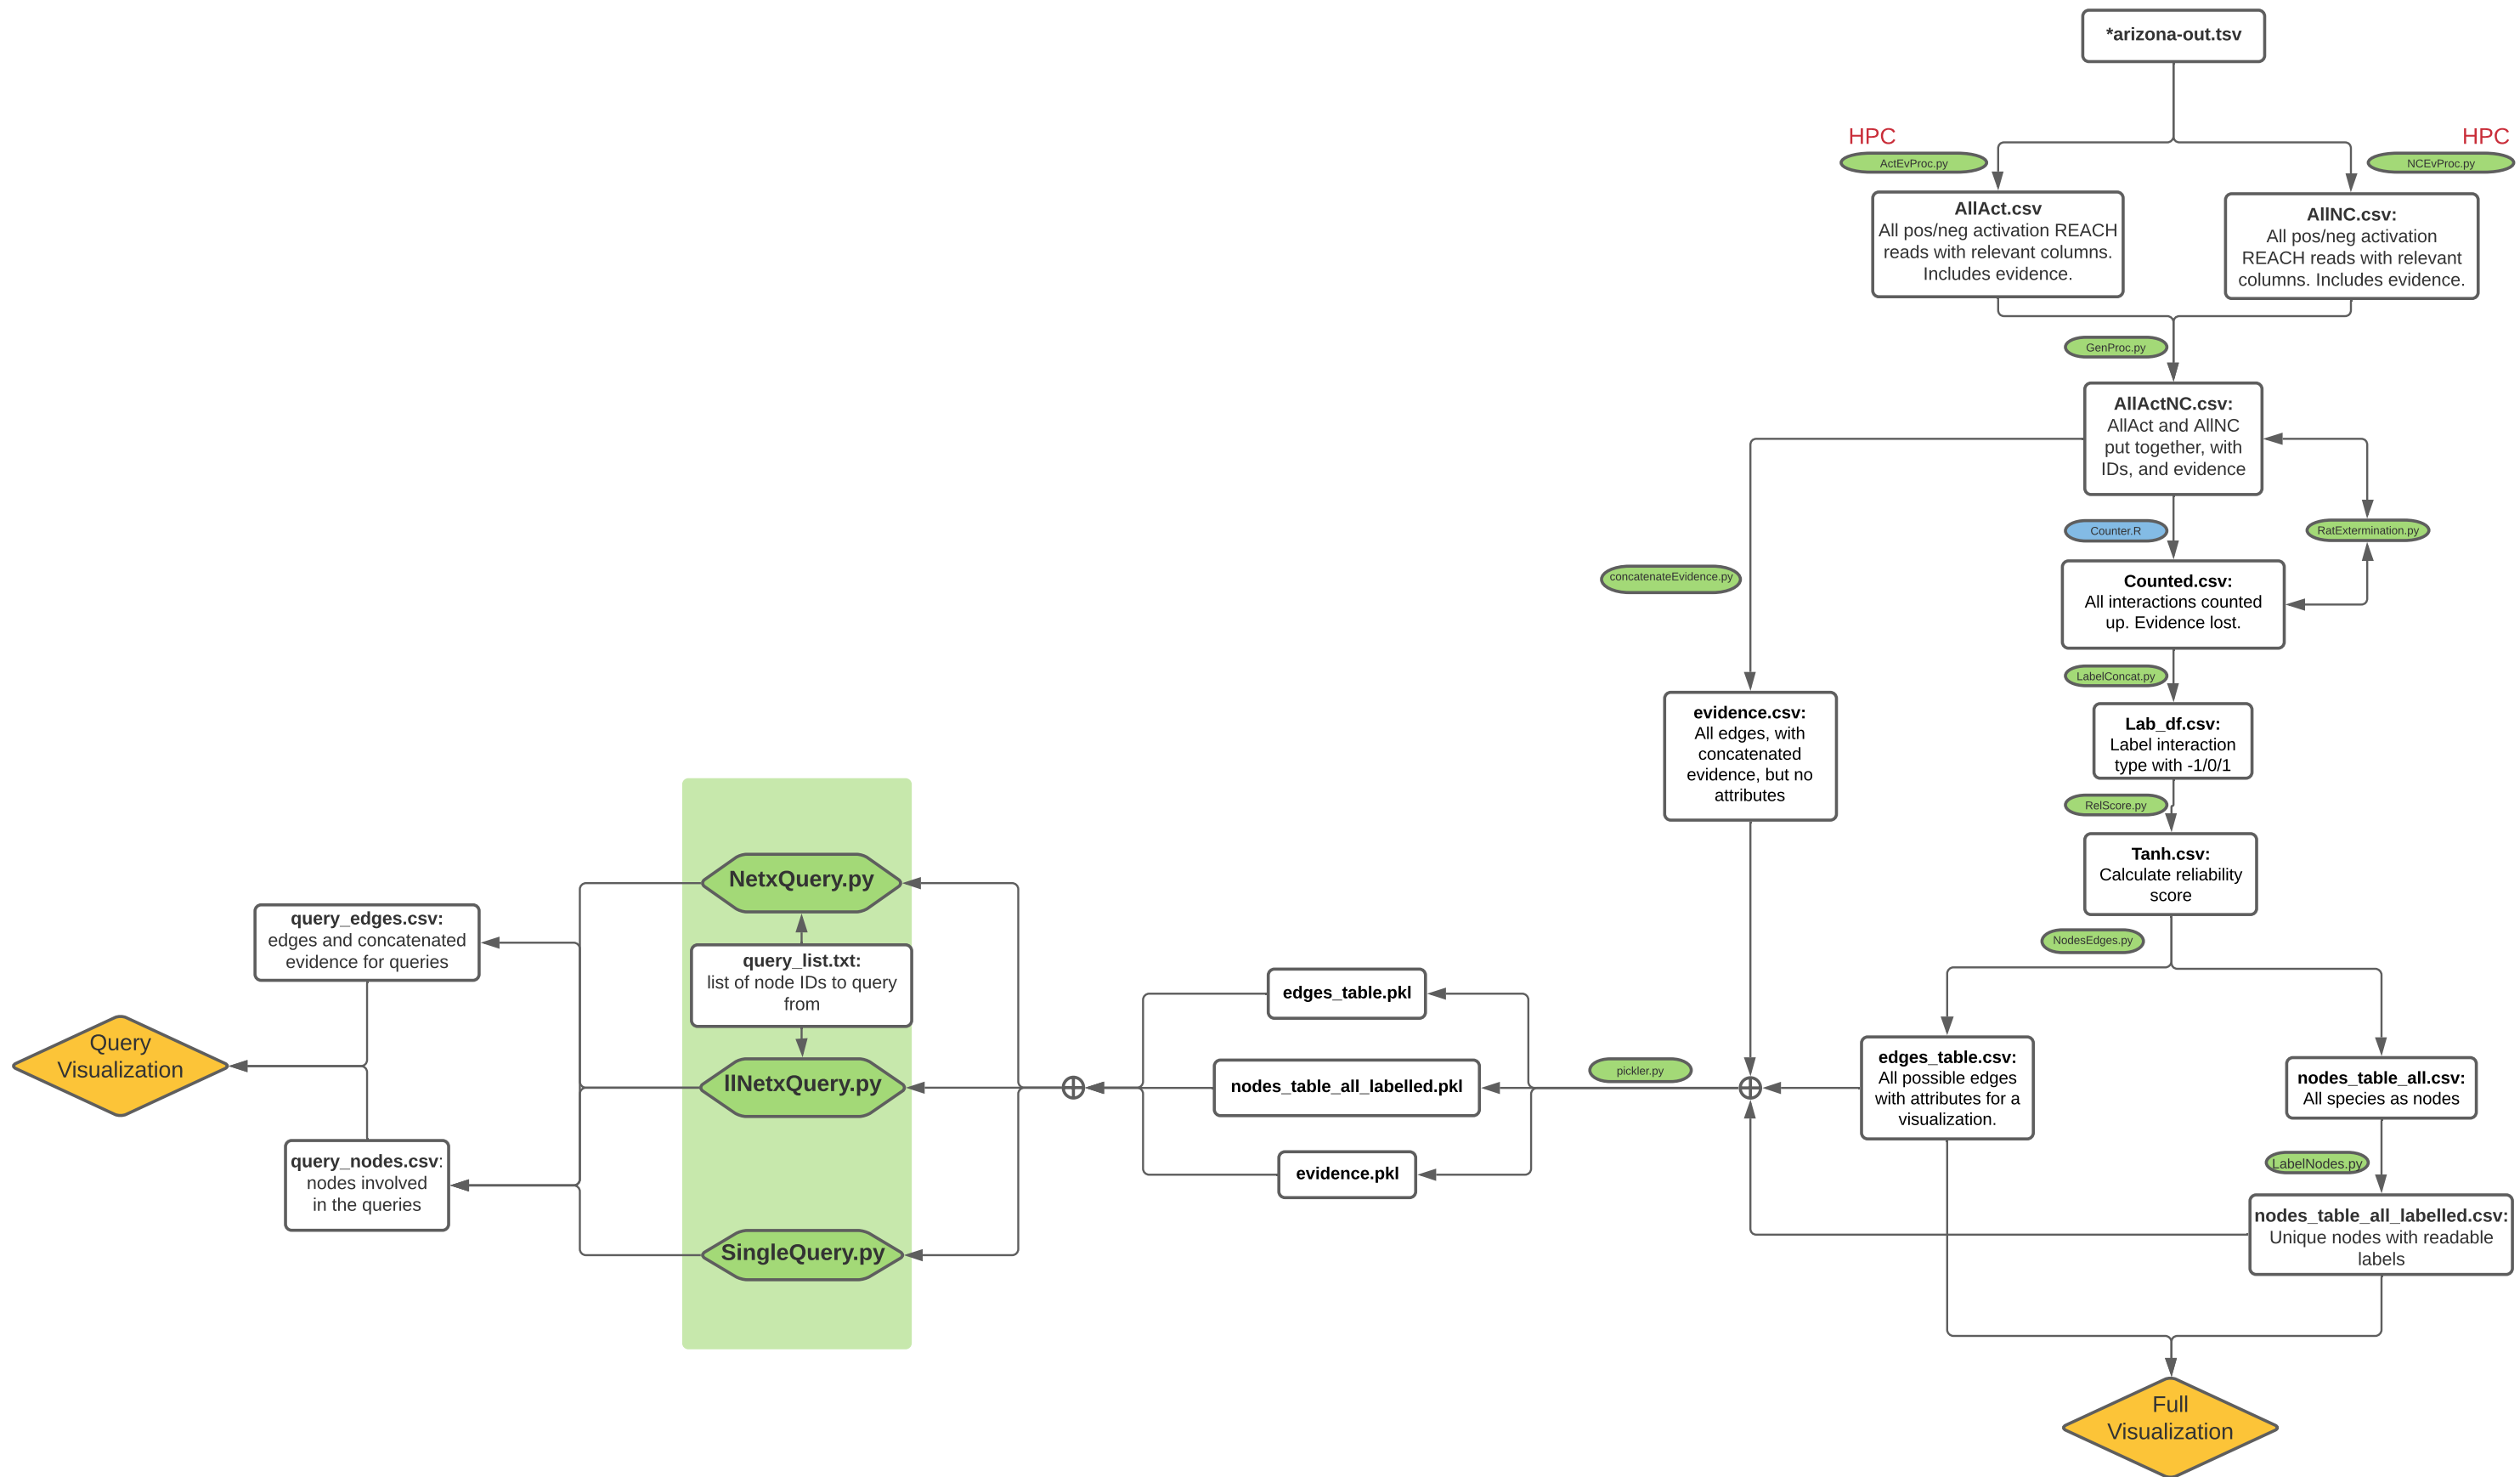 *arizona-out.tsv
HPC
HPC
ActEvProc.py
NCEvProc.py
AllAct.csv
All pos/neg activation REACH
reads with relevant columns.
Includes evidence.
AllNC.csv:
All pos/neg activation
REACH reads with relevant
columns. Includes evidence.
GenProc.py
AllActNC.csv:
AllAct and AllNC
put together, with
IDs, and evidence
Counter.R
RatExtermination.py
concatenateEvidence.py
Counted.csv:
All interactions counted
up. Evidence lost.
LabelConcat.py
evidence.csv:
All edges, with
concatenated
evidence, but no
attributes
Lab_df.csv:
Label interaction
type with -1/0/1
RelScore.py
Tanh.csv:
Calculate reliability
score
NodesEdges.py
NetxQuery.py
query_edges.csv:
edges and concatenated
evidence for queries
query_list.txt:
list of node IDs to query
from
edges_table.pkl
Query
Visualization
llNetxQuery.py
nodes_table_all_labelled.pkl
pickler.py
edges_table.csv:
All possible edges
with attributes for a
visualization.
nodes_table_all.csv:
All species as nodes
query_nodes.csv:
nodes involved
in the queries
evidence.pkl
LabelNodes.py
SingleQuery.py
nodes_table_all_labelled.csv:
Unique nodes with readable
labels
Full
Visualization